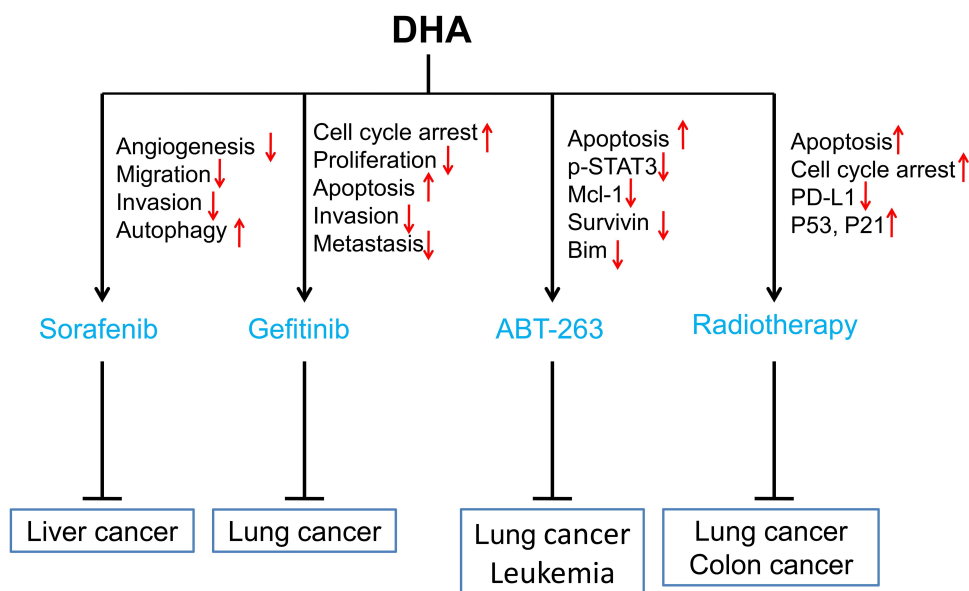 DHA
Angiogenesis ↓
Migration ↓
Invasion ↓
Autophagy ↑
Cell cycle arrest ↑
Proliferation ↓
Apoptosis ↑
Invasion ↓
Metastasis ↓
Apoptosis ↑
p-STAT3 ↓
Mcl-1 ↓
Survivin ↓
Bim ↓
Apoptosis ↑
Cell cycle arrest ↑
PD-L1 ↓
P53, P21 ↑
Sorafenib
Gefitinib
ABT-263
Radiotherapy
Liver cancer
Lung cancer
Lung cancer
Leukemia
Lung cancer
Colon cancer